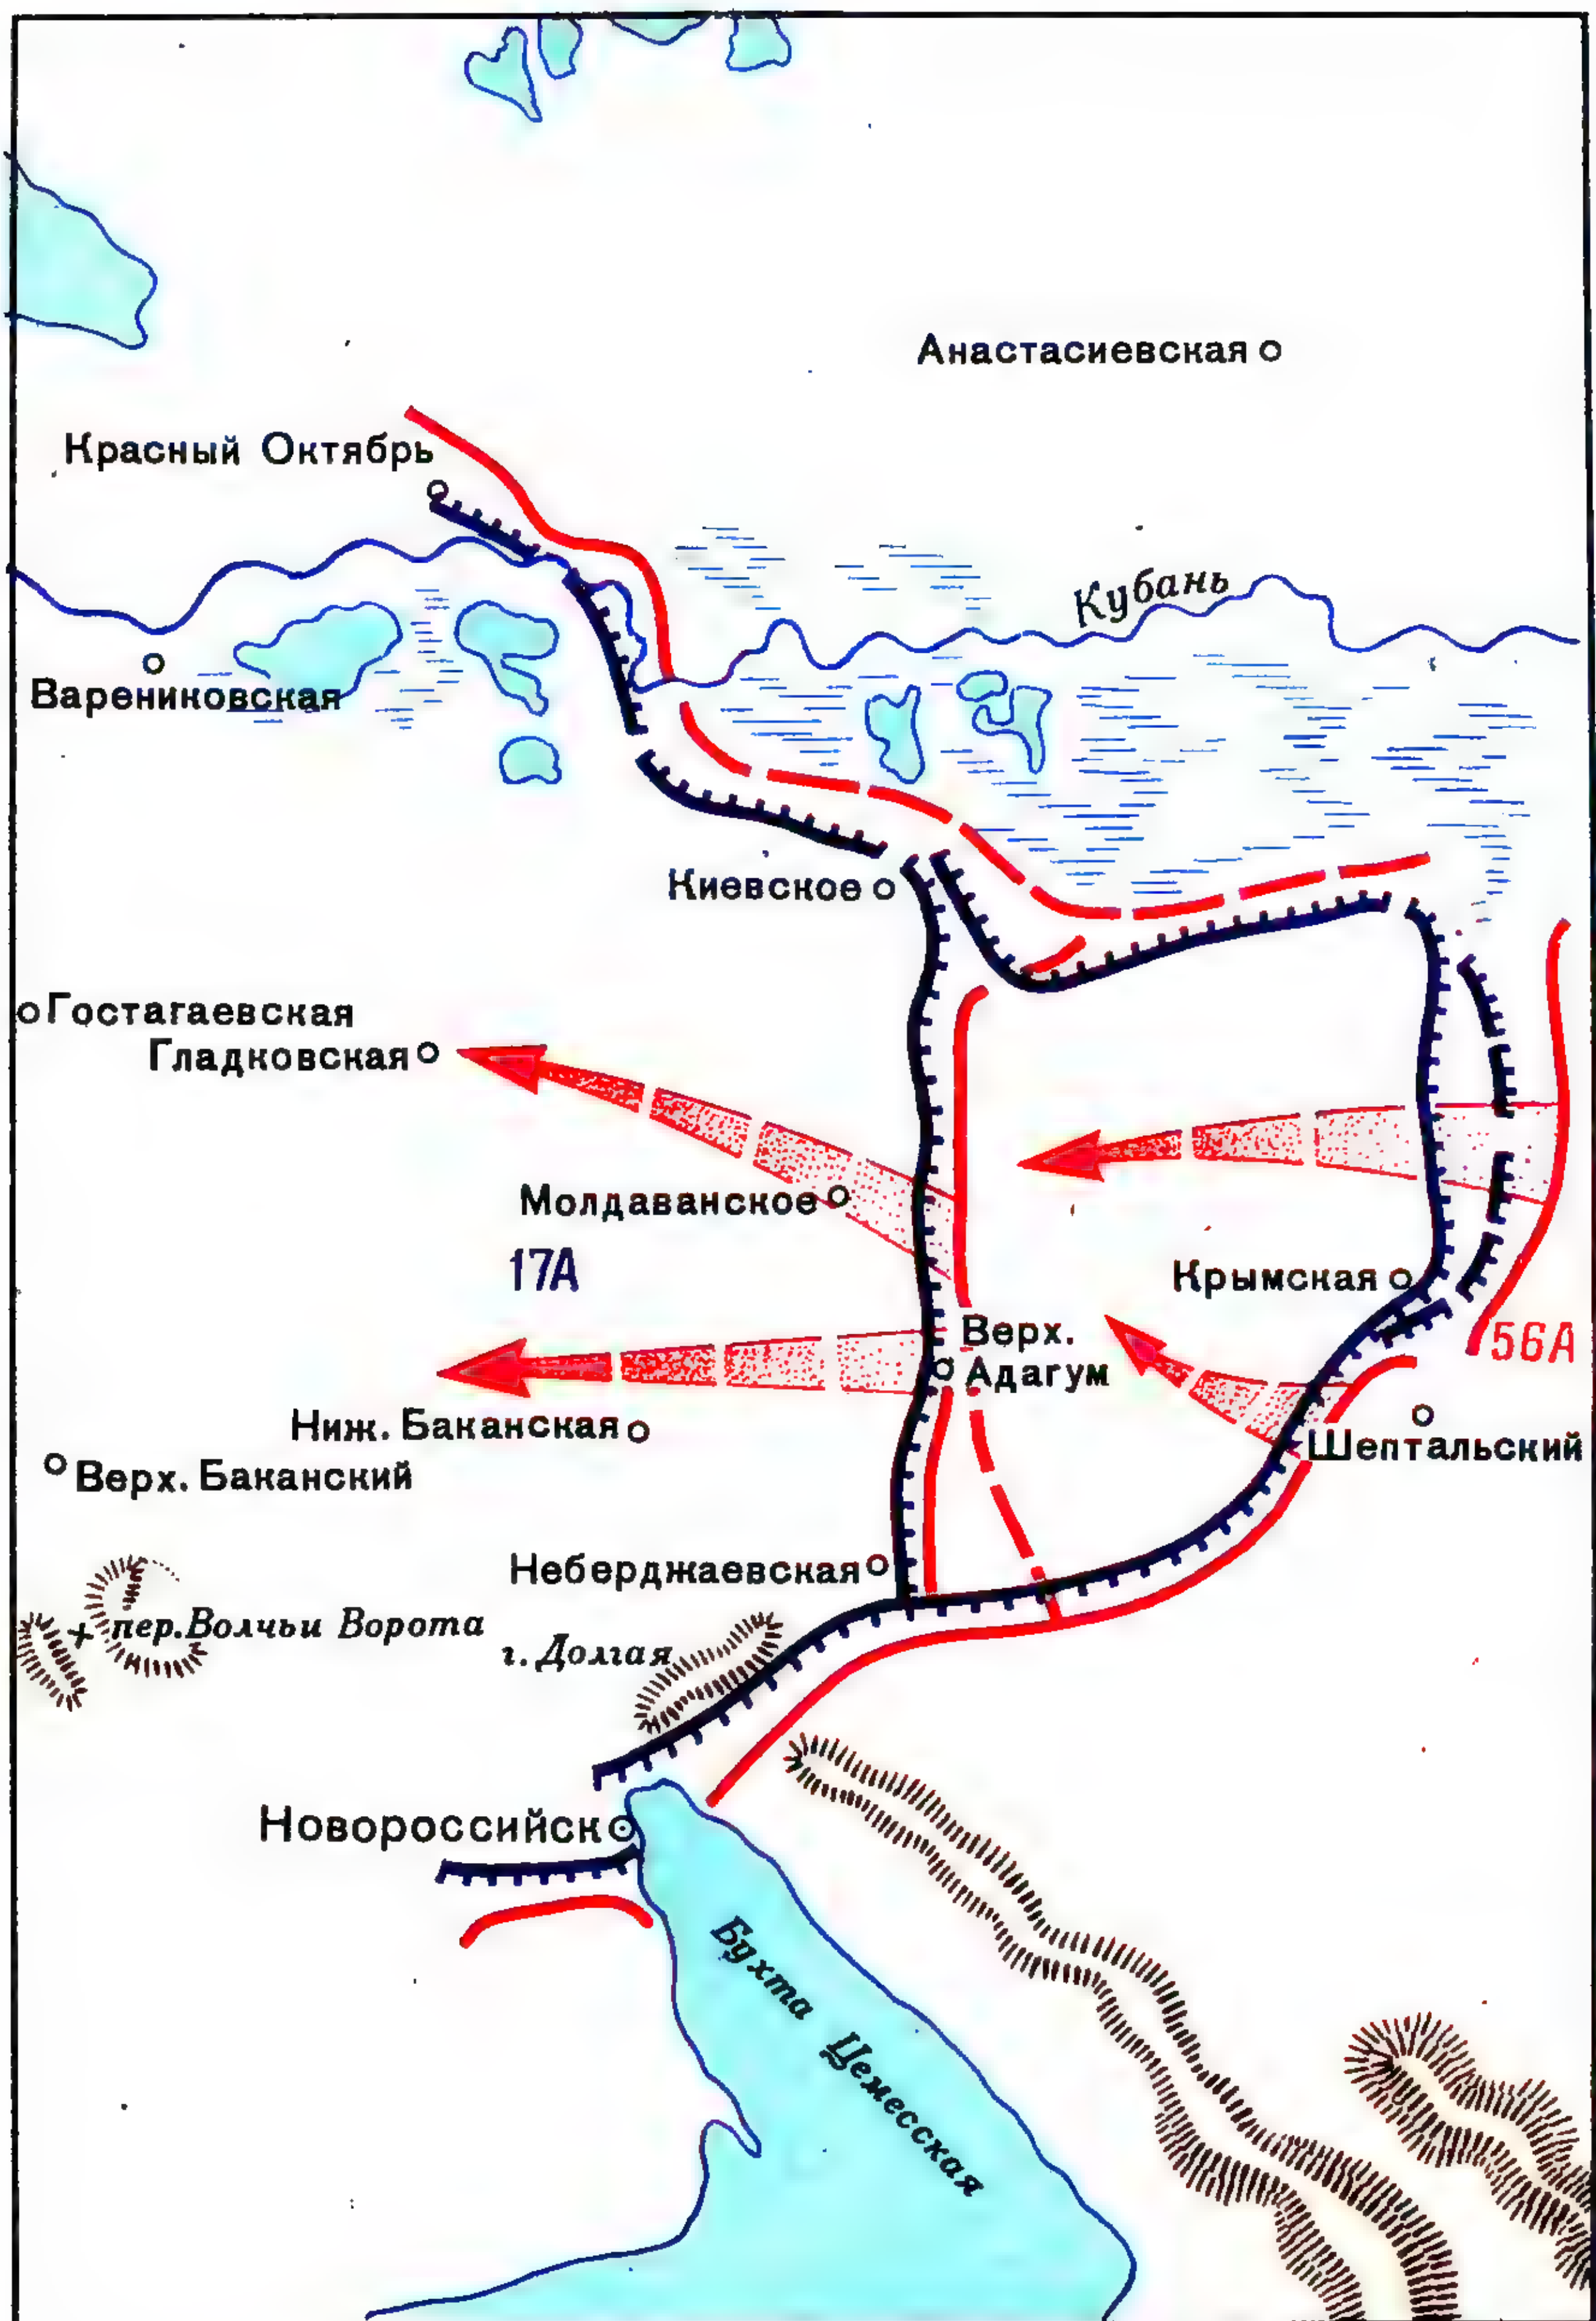 Анастасиевская
Красный Октябрь
Кубань
Варениковская
Киевское
Гостагаевская
Гладковская
Молдаванское
17А
Крымская
Верх.
Адагум
56А
Ниж. Баканская
Шептальский
Верх. Баканский
Неберджаевская
пер. Волчьи Ворота
г. Долгая
Новороссийск
Бухта Цемесская